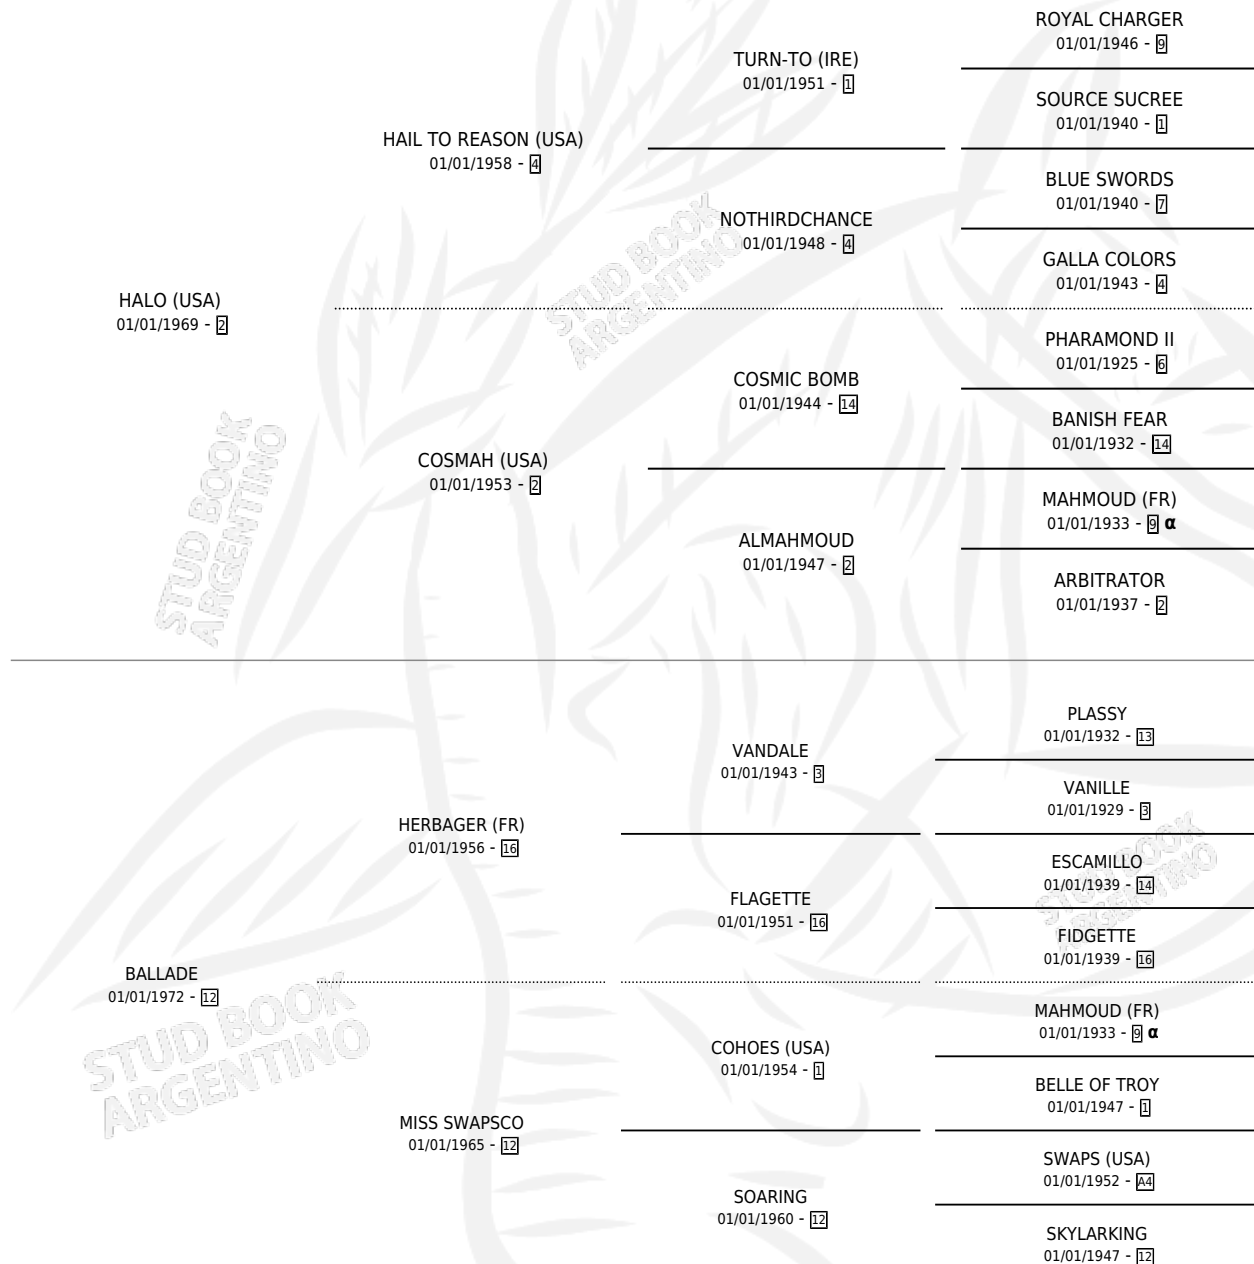 ROYAL CHARGER
01/01/1946 - 9
TURN-TO (IRE)
01/01/1951 - 1
SOURCE SUCREE
01/01/1940 - 1
HAIL TO REASON (USA)
01/01/1958 - 4
BLUE SWORDS
01/01/1940 - 7
NOTHIRDCHANCE
01/01/1948 - 4
GALLA COLORS
01/01/1943 - 4
HALO (USA)
01/01/1969 - 2
PHARAMOND II
01/01/1925 - 6
COSMIC BOMB
01/01/1944 - 14
BANISH FEAR
01/01/1932 - 14
COSMAH (USA)
01/01/1953 - 2
MAHMOUD (FR)
01/01/1933 - 9 α
ALMAHMOUD
01/01/1947 - 2
ARBITRATOR
01/01/1937 - 2
PLASSY
01/01/1932 - 13
VANDALE
01/01/1943 - 3
VANILLE
01/01/1929 - 3
HERBAGER (FR)
01/01/1956 - 16
ESCAMILLO
01/01/1939 - 14
FLAGETTE
01/01/1951 - 16
FIDGETTE
01/01/1939 - 16
BALLADE
01/01/1972 - 12
MAHMOUD (FR)
01/01/1933 - 9 α
COHOES (USA)
01/01/1954 - 1
BELLE OF TROY
01/01/1947 - 1
MISS SWAPSCO
01/01/1965 - 12
SWAPS (USA)
01/01/1952 - A4
SOARING
01/01/1960 - 12
SKYLARKING
01/01/1947 - 12
STUD BOOK
ARGENTINO
STUD BOOK
ARGENTINO
STUD BOOK
ARGENTINO
STUD BOOK
ARGENTINO